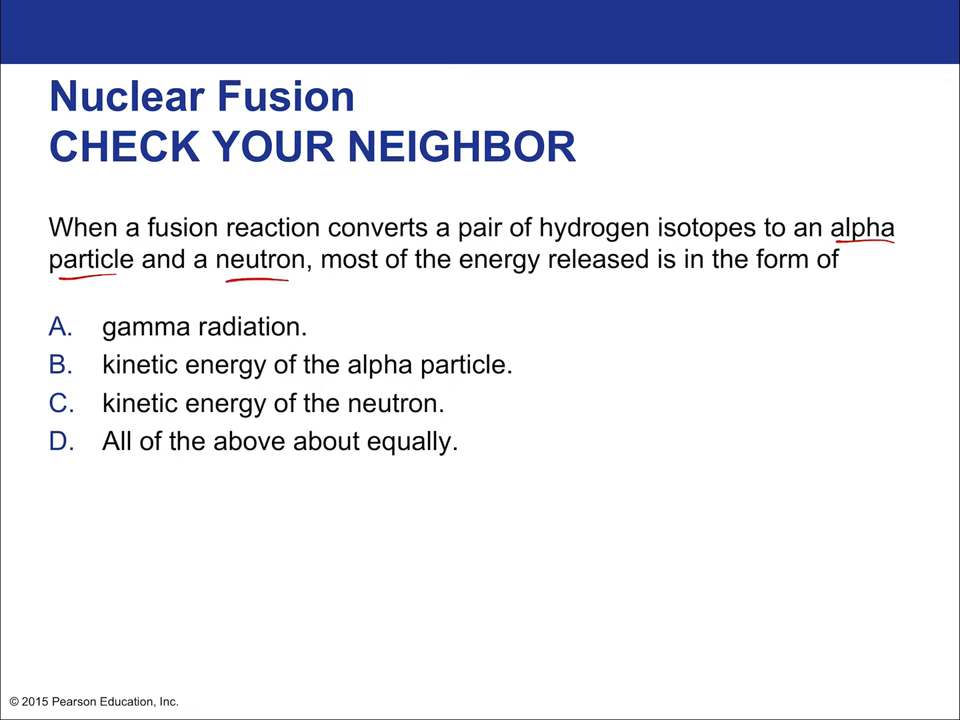 Nuclear Fusion
CHECK YOUR NEIGHBOR
When a fusion reaction converts a pair of hydrogen isotopes to an alpha
particle and a neutron, most of the energy released is in the form of
A. gamma radiation.
B. kinetic energy of the alpha particle.
C. kinetic energy of the neutron.
D. All of the above about equally.
© 2015 Pearson Education, Inc.